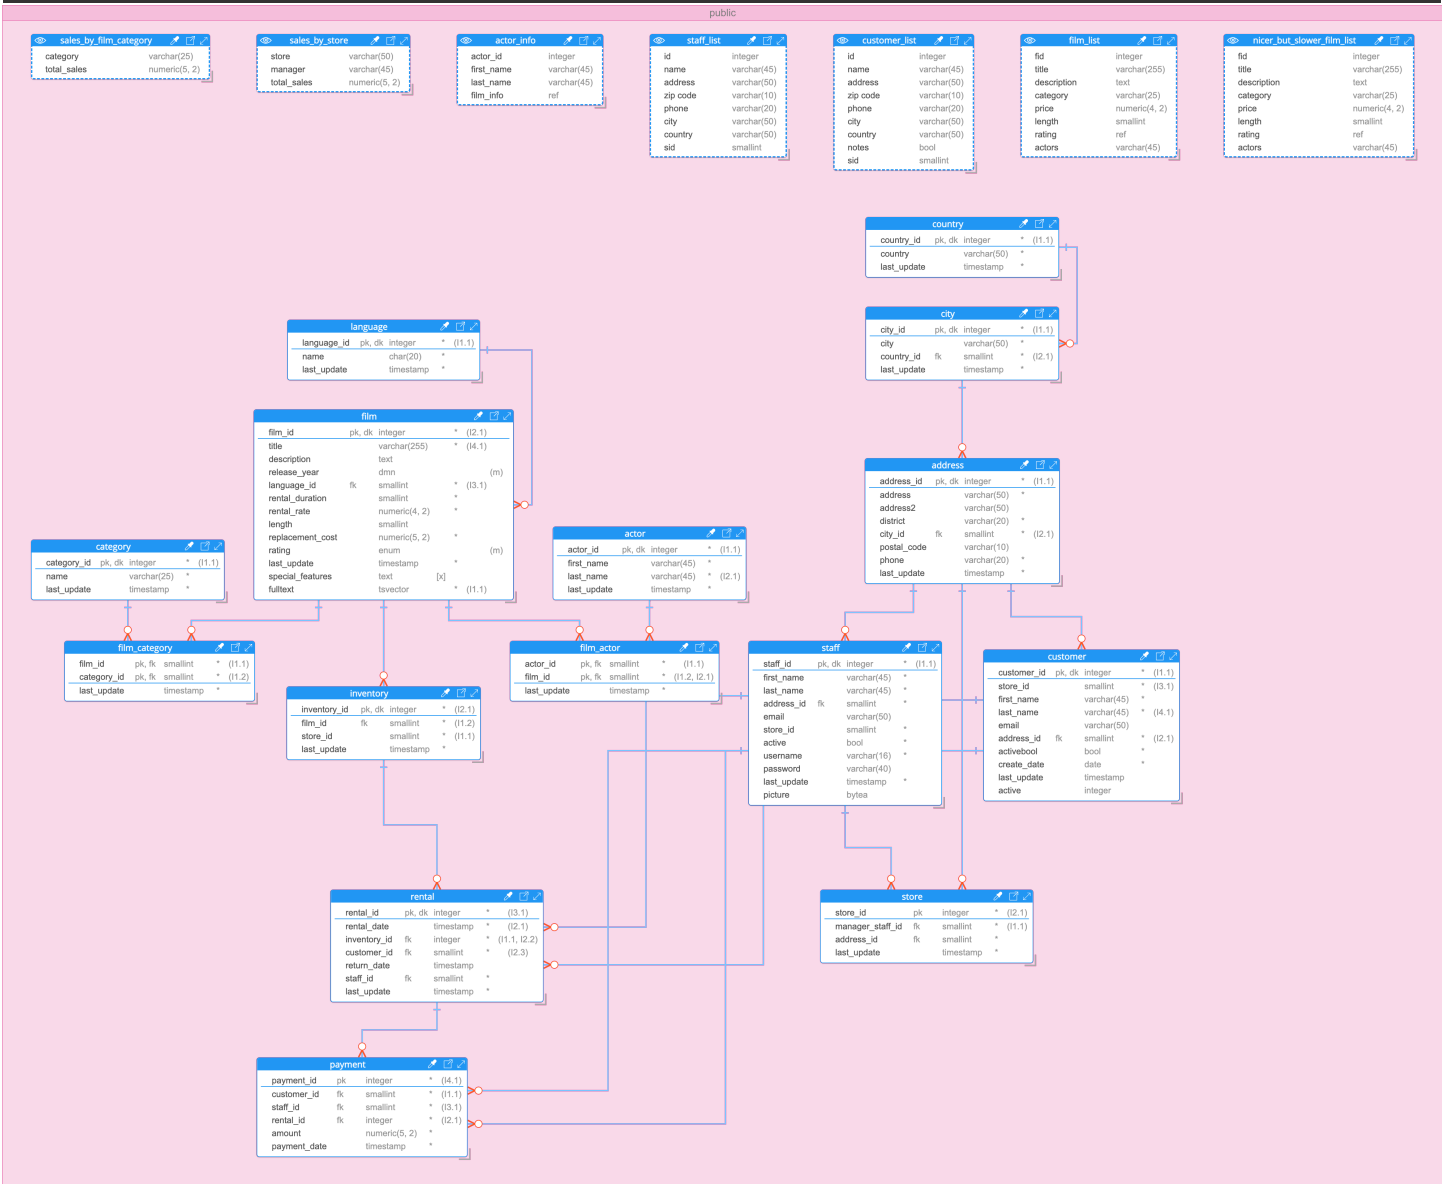 public
sales_by_film_category
category varchar(25)
total_sales numeric(5, 2)
sales_by_store
store varchar(50)
manager varchar(45)
total_sales numeric(5, 2)
actor_info
actor_id integer
first_name varchar(45)
last_name varchar(45)
film_info ref
staff_list
id integer
name varchar(45)
address varchar(50)
zip code varchar(10)
phone varchar(20)
city varchar(50)
country varchar(50)
sid smallint
customer_list
id integer
name varchar(45)
address varchar(50)
zip code varchar(10)
phone varchar(20)
city varchar(50)
country varchar(50)
notes bool
sid smallint
film_list
fid integer
title varchar(255)
description text
category varchar(25)
price numeric(4, 2)
length smallint
rating ref
actors varchar(45)
nicer_but_slower_film_list
fid integer
title varchar(255)
description text
category varchar(25)
price numeric(4, 2)
length smallint
rating ref
actors varchar(45)
country
country_id pk, dk integer * (I1.1)
country varchar(50) *
last_update timestamp *
city
city_id pk, dk integer * (I1.1)
city varchar(50) *
country_id fk smallint * (I2.1)
last_update timestamp *
language
language_id pk, dk integer * (I1.1)
name char(20) *
last_update timestamp *
film
film_id pk, dk integer * (I2.1)
title varchar(255) * (I4.1)
description text
release_year dmn (m)
language_id fk smallint * (I3.1)
rental_duration smallint *
rental_rate numeric(4, 2) *
length smallint
replacement_cost numeric(5, 2) *
rating enum (m)
last_update timestamp *
special_features text [x]
fulltext tsvector * (I1.1)
address
address_id pk, dk integer * (I1.1)
address varchar(50) *
address2 varchar(50)
district varchar(20) *
city_id fk smallint * (I2.1)
postal_code varchar(10)
phone varchar(20) *
last_update timestamp *
category
category_id pk, dk integer * (I1.1)
name varchar(25) *
last_update timestamp *
actor
actor_id pk, dk integer * (I1.1)
first_name varchar(45) *
last_name varchar(45) * (I2.1)
last_update timestamp *
film_category
film_id pk, fk smallint * (I1.1)
category_id pk, fk smallint * (I1.2)
last_update timestamp *
film_actor
actor_id pk, fk smallint * (I1.1)
film_id pk, fk smallint * (I1.2, I2.1)
last_update timestamp *
staff
staff_id pk, dk integer * (I1.1)
first_name varchar(45) *
last_name varchar(45) *
address_id fk smallint *
email varchar(50)
store_id smallint *
active bool *
username varchar(16) *
password varchar(40)
last_update timestamp *
picture bytea
customer
customer_id pk, dk integer * (I1.1)
store_id smallint * (I3.1)
first_name varchar(45) *
last_name varchar(45) * (I4.1)
email varchar(50)
address_id fk smallint * (I2.1)
activebool bool *
create_date date *
last_update timestamp
active integer
inventory
inventory_id pk, dk integer * (I2.1)
film_id fk smallint * (I1.2)
store_id smallint * (I1.1)
last_update timestamp *
rental
rental_id pk, dk integer * (I3.1)
rental_date timestamp * (I2.1)
inventory_id fk integer * (I1.1, I2.2)
customer_id fk smallint * (I2.3)
return_date timestamp
staff_id fk smallint *
last_update timestamp *
store
store_id pk integer * (I2.1)
manager_staff_id fk smallint * (I1.1)
address_id fk smallint *
last_update timestamp *
payment
payment_id pk integer * (I4.1)
customer_id fk smallint * (I1.1)
staff_id fk smallint * (I3.1)
rental_id fk integer * (I2.1)
amount numeric(5, 2) *
payment_date timestamp *